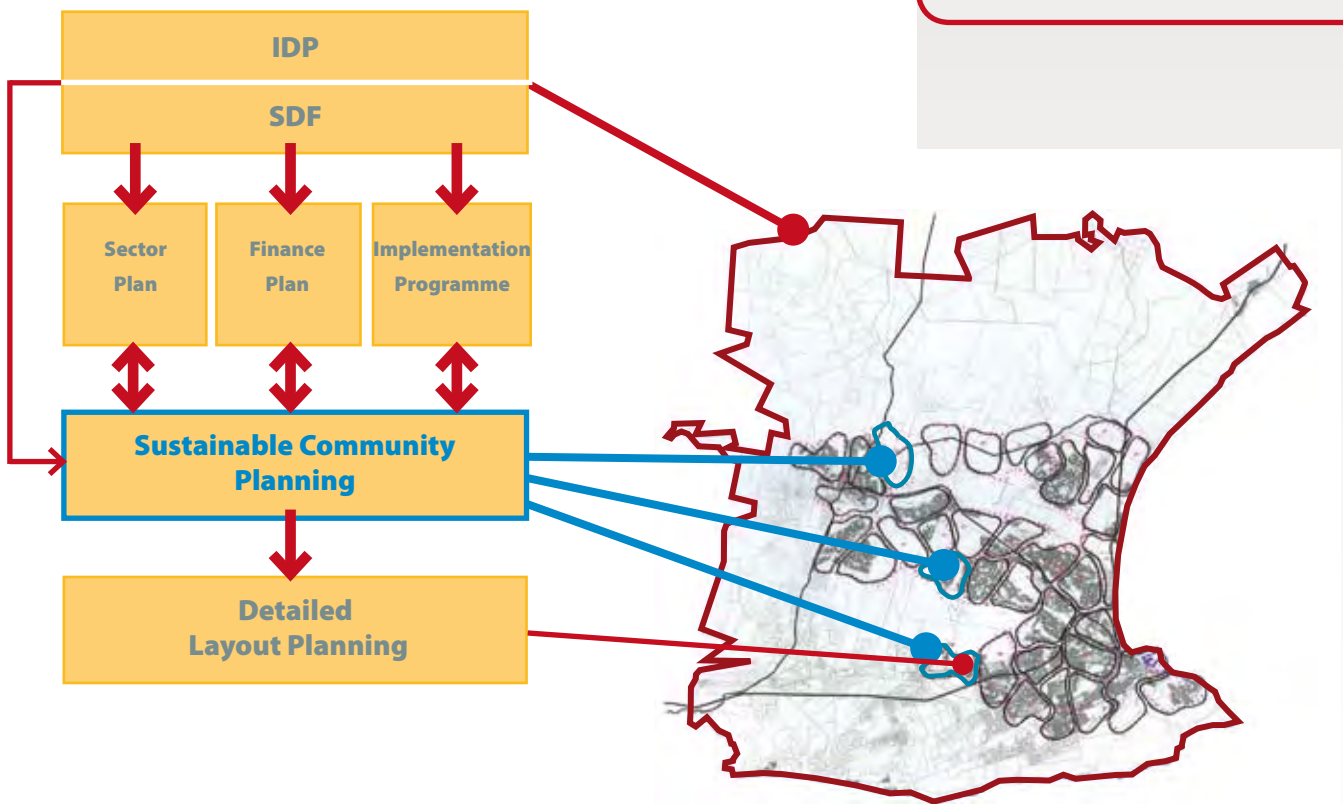 IDP
SDF
Sector
Plan
Finance
Plan
Implementation
Programme
Sustainable Community
Planning
Detailed
Layout Planning